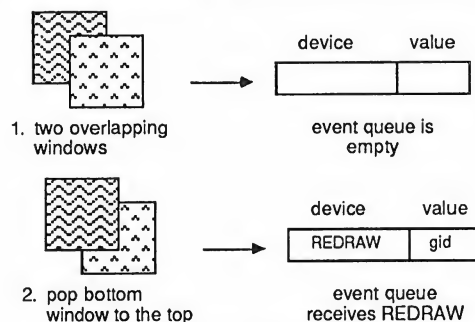 device value
1. two overlapping
windows
event queue is
empty
device value
REDRAW gid
2. pop bottom
window to the top
event queue
receives REDRAW